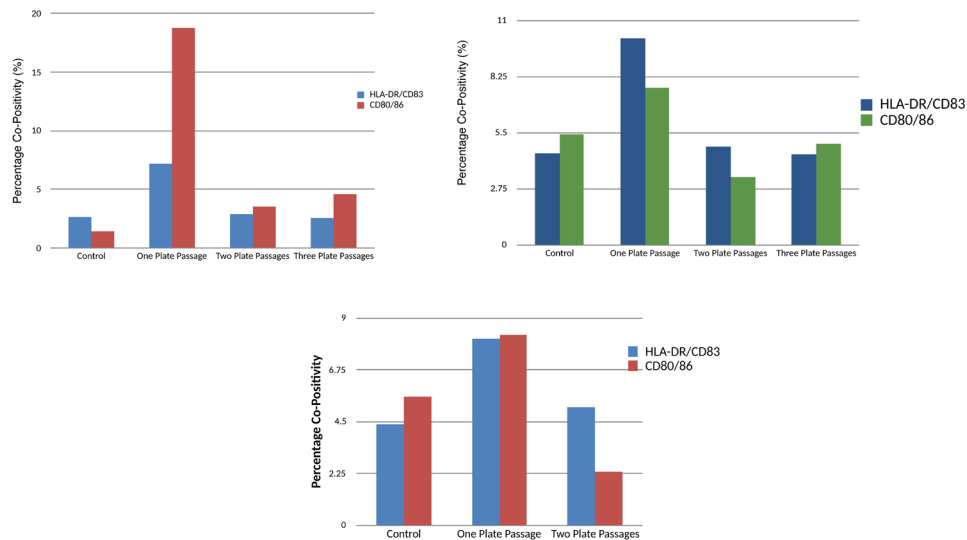 Percentage Co-Positivity (%)
20
15
10
5
0
Control
One Plate Passage
Two Plate Passages
Three Plate Passages
HLA-DR/CD83
CD80/86
Percentage Co-Positivity (%)
11
8.25
5.5
2.75
0
Control
One Plate Passage
Two Plate Passages
Three Plate Passages
HLA-DR/CD83
CD80/86
Percentage Co-Positivity
9
6.75
4.5
2.25
0
Control
One Plate Passage
Two Plate Passages
HLA-DR/CD83
CD80/86